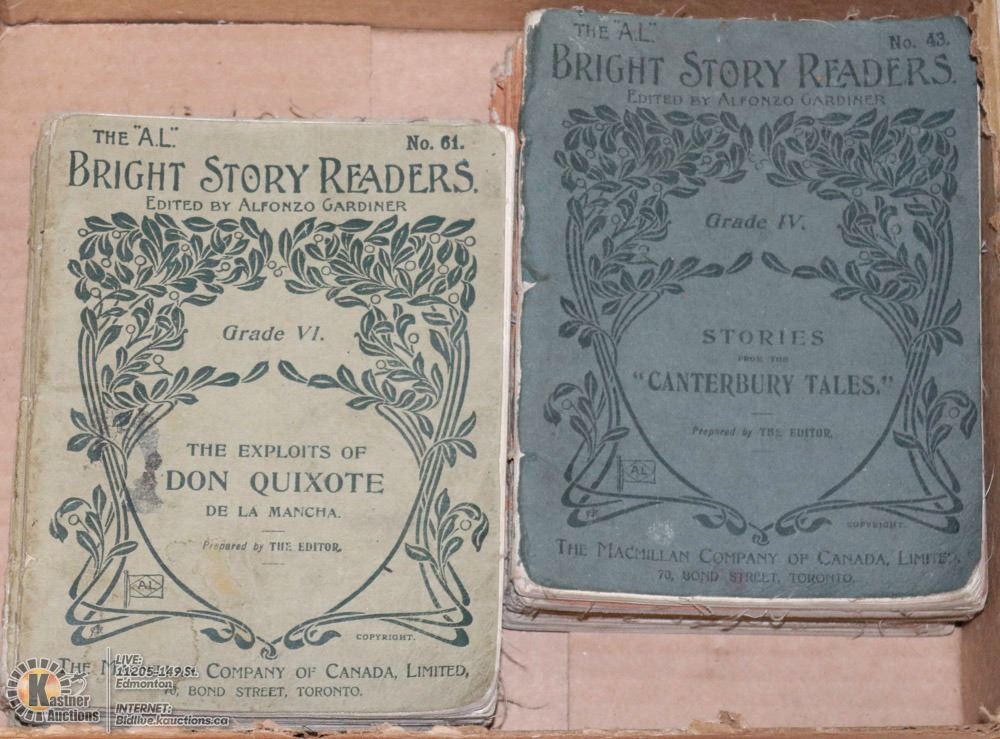 THE "A.L."
No. 61.
BRIGHT STORY READERS.
EDITED BY ALFONZO GARDINER
Grade VI.
THE EXPLOITS OF
DON QUIXOTE
DE LA MANCHA.
Prepared by THE EDITOR.
A.L.
COPYRIGHT.
THE MACMILLAN COMPANY OF CANADA, LIMITED,
70, BOND STREET, TORONTO.
THE "A.L."
No. 43.
BRIGHT STORY READERS.
EDITED BY ALFONZO GARDINER
Grade IV.
STORIES
FROM THE
"CANTERBURY TALES."
Prepared by THE EDITOR.
A.L.
COPYRIGHT.
THE MACMILLAN COMPANY OF CANADA, LIMITED,
70, BOND STREET, TORONTO.
K
Kastner
Auctions
LIVE:
11205-149 St.
Edmonton
INTERNET:
Bidlive.kauctions.ca